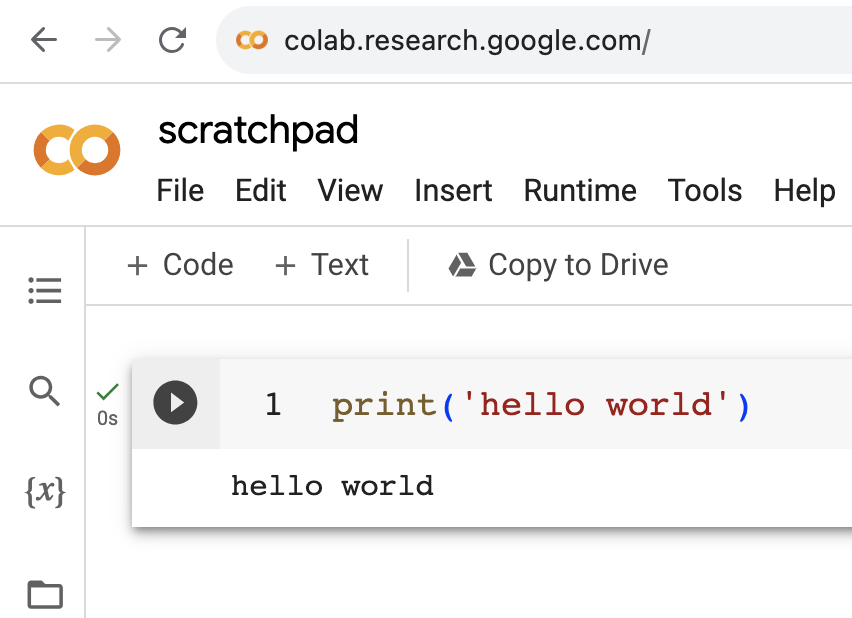 colab.research.google.com/
scratchpad
File Edit View Insert Runtime Tools Help
+ Code + Text Copy to Drive
{x}
0s
1 print('hello world')
hello world